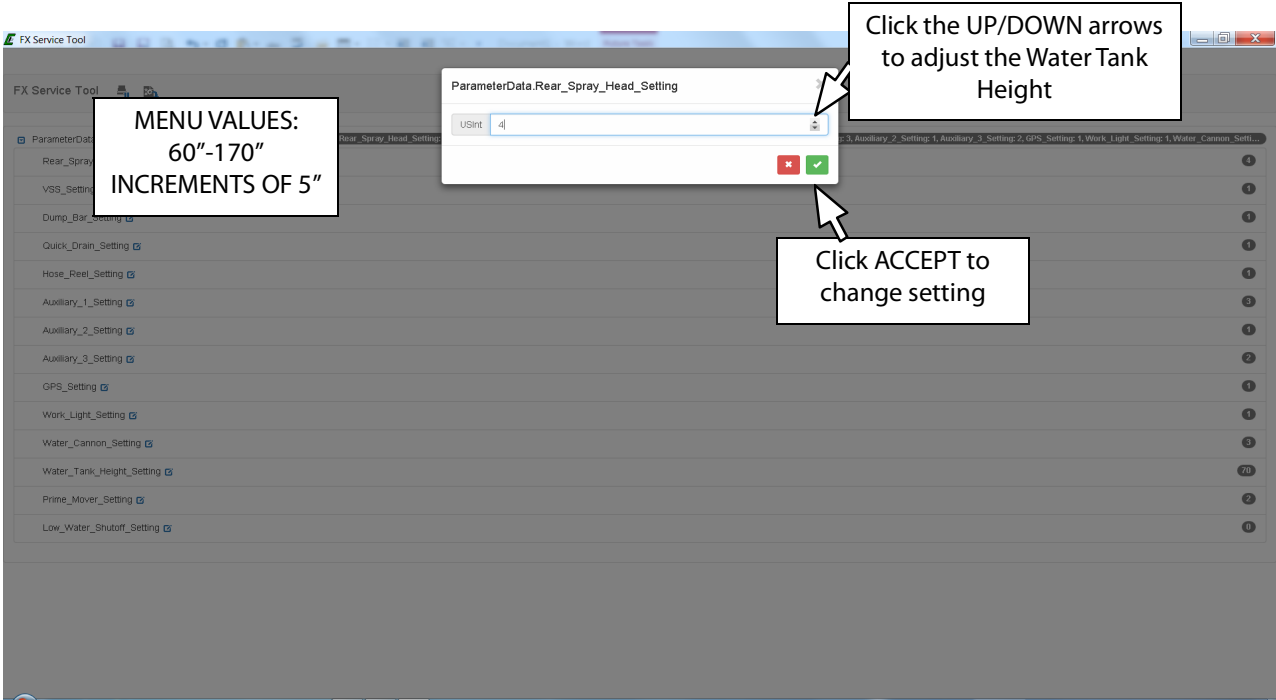 Click the UP/DOWN arrows
to adjust the Water Tank
Height
FX Service Tool
FX Service Tool
ParameterData.Rear_Spray_Head_Setting
USInt 4
MENU VALUES:
60”-170”
INCREMENTS OF 5”
Rear_Spray_Head_Setting:
3, Auxiliary_2_Setting: 1, Auxiliary_3_Setting: 2, GPS_Setting: 1, Work_Light_Setting: 1, Water_Cannon_Setti...
Rear_Spray 4
VSS_Setting 1
Dump_Bar_Setting 1
Quick_Drain_Setting 1
Hose_Reel_Setting 1
Click ACCEPT to
change setting
Auxiliary_1_Setting 3
Auxiliary_2_Setting 1
Auxiliary_3_Setting 2
GPS_Setting 1
Work_Light_Setting 1
Water_Cannon_Setting 3
Water_Tank_Height_Setting 70
Prime_Mover_Setting 2
Low_Water_Shutoff_Setting 0